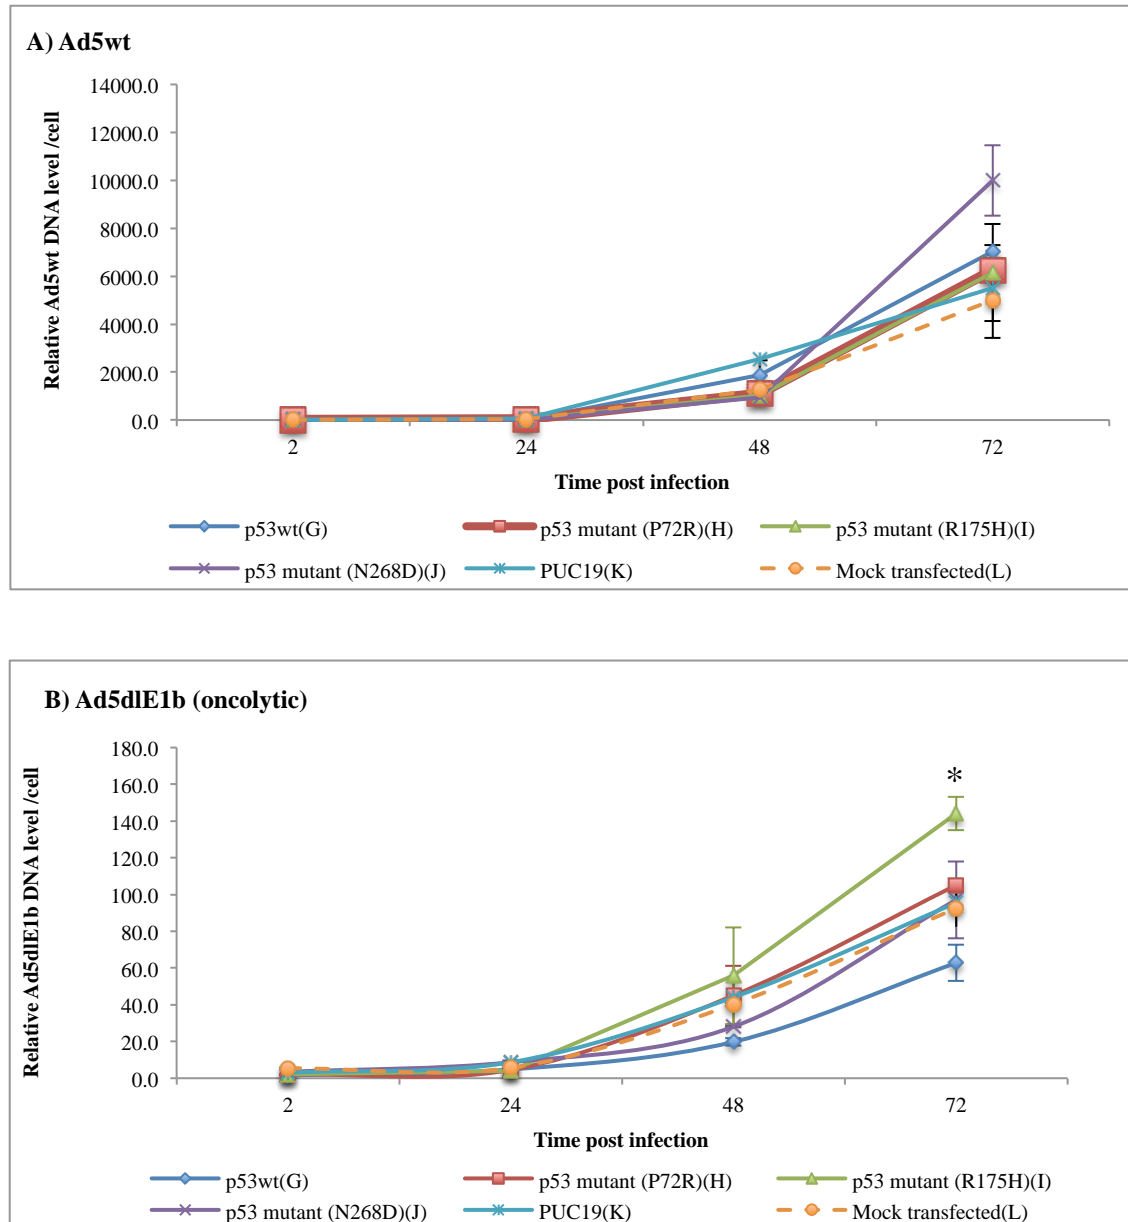 A) Ad5wt
14000.0
12000.0
10000.0
8000.0
6000.0
4000.0
2000.0
0.0
Relative Ad5wt DNA level /cell
2 24 48 72
Time post infection
p53wt(G) p53 mutant (P72R)(H) p53 mutant (R175H)(I)
p53 mutant (N268D)(J) PUC19(K) Mock transfected(L)
B) Ad5dlE1b (oncolytic)
180.0
160.0
140.0
120.0
100.0
80.0
60.0
40.0
20.0
0.0
Relative Ad5dlE1b DNA level /cell
*
2 24 48 72
Time post infection
p53wt(G) p53 mutant (P72R)(H) p53 mutant (R175H)(I)
p53 mutant (N268D)(J) PUC19(K) Mock transfected(L)